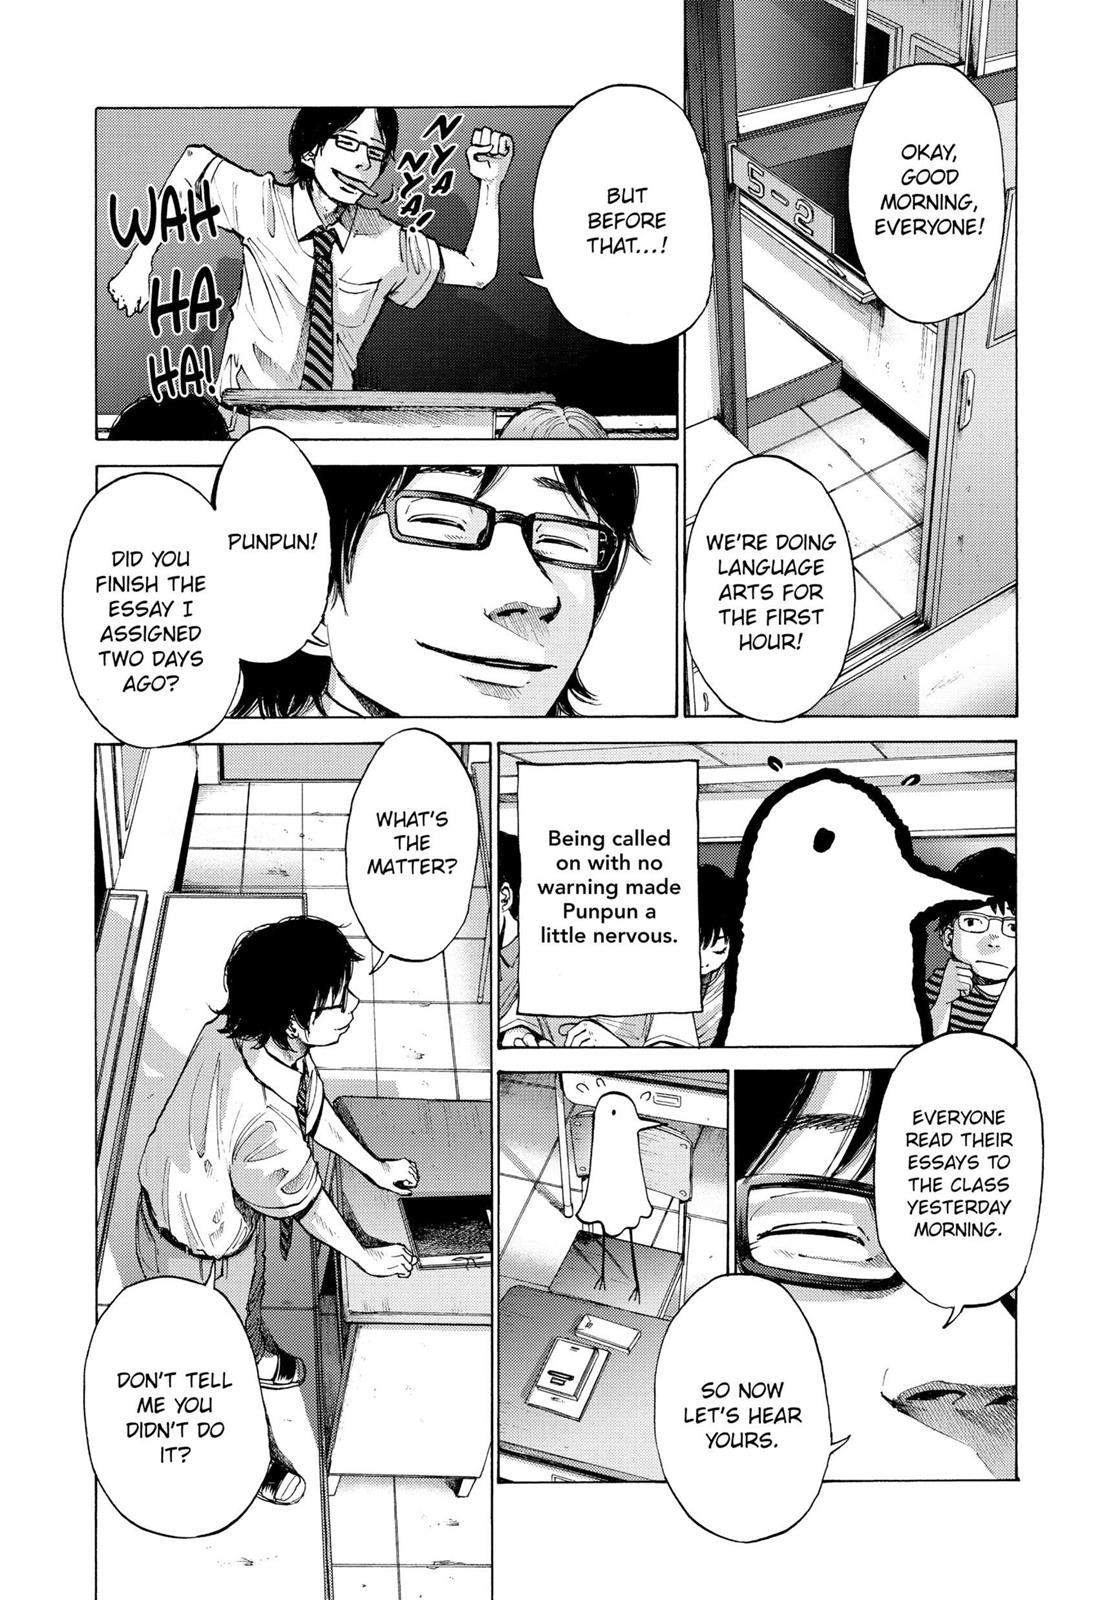 OKAY,
GOOD
MORNING,
EVERYONE!
5-2
WE'RE DOING
LANGUAGE
ARTS FOR
THE FIRST
HOUR!
BUT
BEFORE
THAT...!
NYA
NYA!
WAH
HA
HA!
PUNPUN!
DID YOU
FINISH THE
ESSAY I
ASSIGNED
TWO DAYS
AGO?
Being called
on with no
warning made
Punpun a
little nervous.
EVERYONE
READ THEIR
ESSAYS TO
THE CLASS
YESTERDAY
MORNING.
SO NOW
LET'S HEAR
YOURS.
WHAT'S
THE
MATTER?
DON'T TELL
ME YOU
DIDN'T DO
IT?